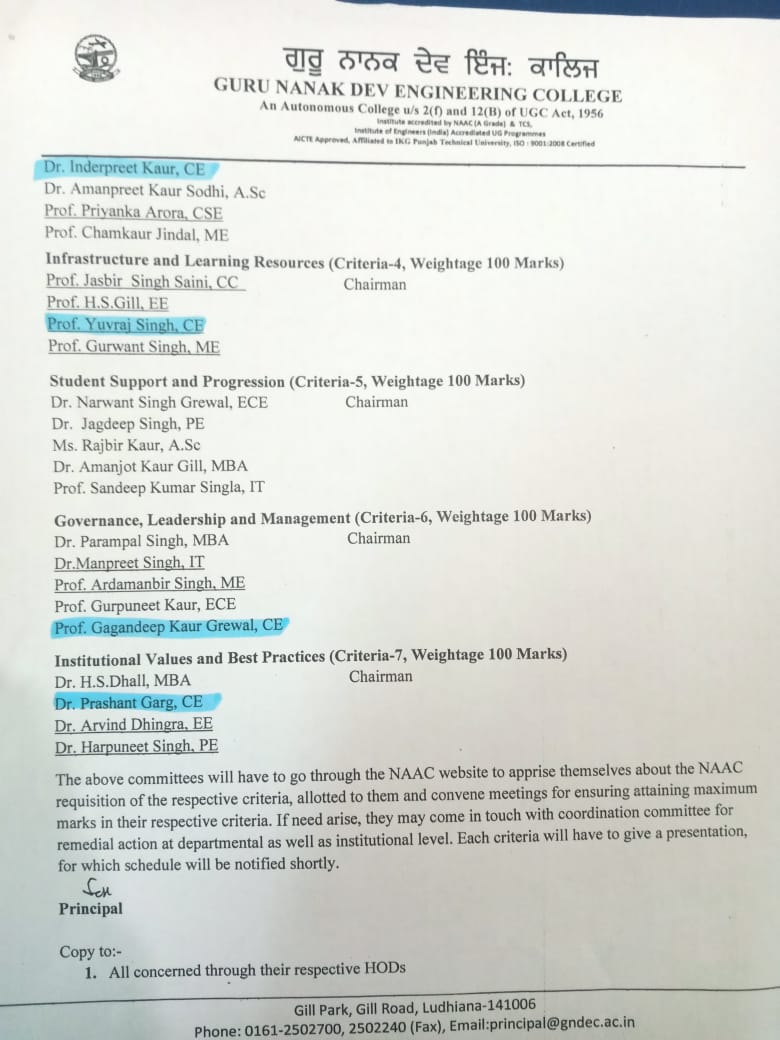 ਗੁਰੂ ਨਾਨਕ ਦੇਵ ਇੰਜ: ਕਾਲਿਜ
GURU NANAK DEV ENGINEERING COLLEGE
An Autonomous College u/s 2(f) and 12(B) of UGC Act, 1956
Institute accredited by NAAC (A Grade) & TCS,
Institute of Engineers (India) Accrediated UG Programmes
AICTE Approved, Affiliated to IKG Punjab Technical University, ISO : 9001:2008 Certified
Dr. Inderpreet Kaur, CE
Dr. Amanpreet Kaur Sodhi, A.Sc
Prof. Priyanka Arora, CSE
Prof. Chamkaur Jindal, ME
Infrastructure and Learning Resources (Criteria-4, Weightage 100 Marks)
Prof. Jasbir Singh Saini, CC Chairman
Prof. H.S.Gill, EE
Prof. Yuvraj Singh, CE
Prof. Gurwant Singh, ME
Student Support and Progression (Criteria-5, Weightage 100 Marks)
Dr. Narwant Singh Grewal, ECE Chairman
Dr. Jagdeep Singh, PE
Ms. Rajbir Kaur, A.Sc
Dr. Amanjot Kaur Gill, MBA
Prof. Sandeep Kumar Singla, IT
Governance, Leadership and Management (Criteria-6, Weightage 100 Marks)
Dr. Parampal Singh, MBA Chairman
Dr.Manpreet Singh, IT
Prof. Ardamanbir Singh, ME
Prof. Gurpuneet Kaur, ECE
Prof. Gagandeep Kaur Grewal, CE
Institutional Values and Best Practices (Criteria-7, Weightage 100 Marks)
Dr. H.S.Dhall, MBA Chairman
Dr. Prashant Garg, CE
Dr. Arvind Dhingra, EE
Dr. Harpuneet Singh, PE
The above committees will have to go through the NAAC website to apprise themselves about the NAAC
requisition of the respective criteria, allotted to them and convene meetings for ensuring attaining maximum
marks in their respective criteria. If need arise, they may come in touch with coordination committee for
remedial action at departmental as well as institutional level. Each criteria will have to give a presentation,
for which schedule will be notified shortly.
Principal
Copy to:-
1. All concerned through their respective HODs
Gill Park, Gill Road, Ludhiana-141006
Phone: 0161-2502700, 2502240 (Fax), Email:principal@gndec.ac.in